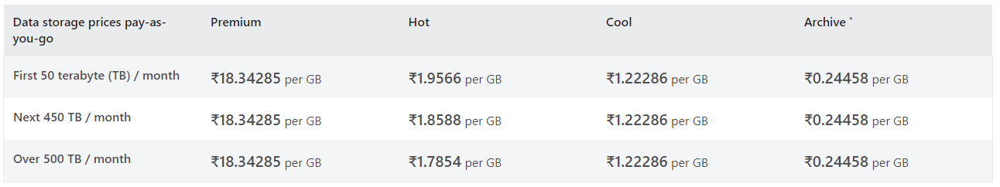 Data storage prices pay-as-you-go Premium Hot Cool Archive *
First 50 terabyte (TB) / month ₹18.34285 per GB ₹1.9566 per GB ₹1.22286 per GB ₹0.24458 per GB
Next 450 TB / month ₹18.34285 per GB ₹1.8588 per GB ₹1.22286 per GB ₹0.24458 per GB
Over 500 TB / month ₹18.34285 per GB ₹1.7854 per GB ₹1.22286 per GB ₹0.24458 per GB